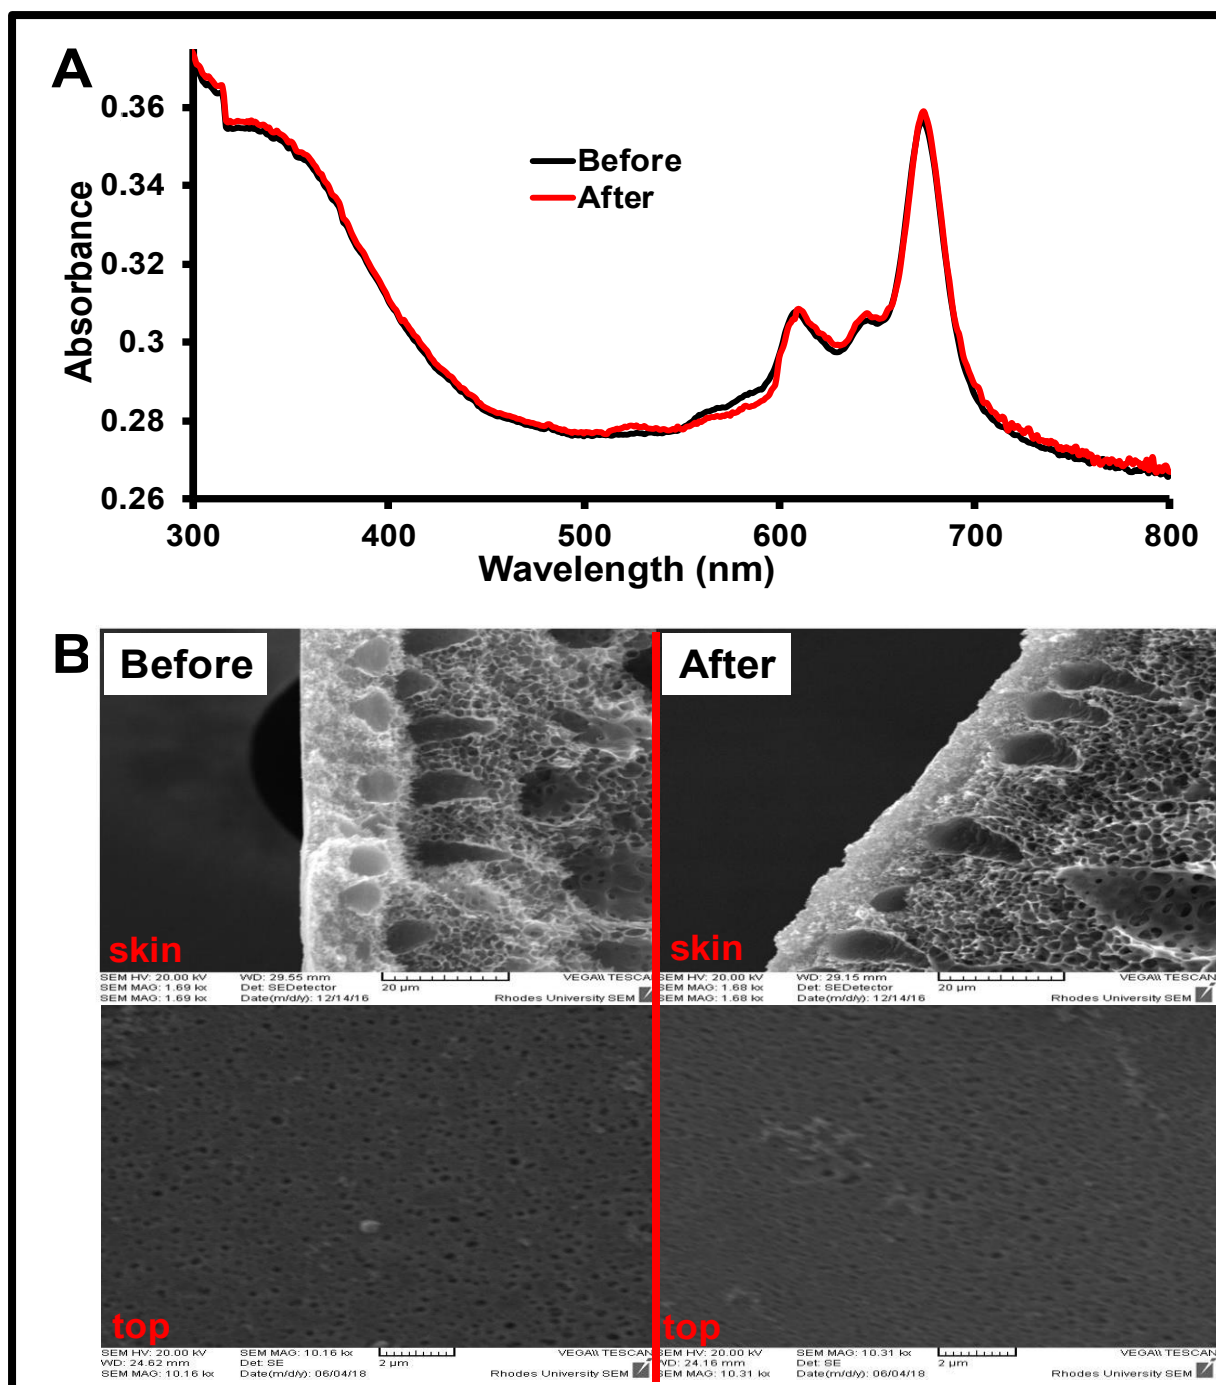 A
0.36
0.34
0.32
0.3
0.28
0.26
Absorbance
Before
After
300 400 500 600 700 800
Wavelength (nm)
B
Before
After
skin
skin
SEM HV: 20.00 kV WD: 29.55 mm VEGA\\ TESCAN
SEM MAG: 1.69 kx Det: SEDetector 20 µm
SEM MAG: 1.69 kx Date(m/d/y): 12/14/16 Rhodes University SEM
SEM HV: 20.00 kV WD: 29.15 mm VEGA\\ TESCAN
SEM MAG: 1.68 kx Det: SEDetector 20 µm
SEM MAG: 1.68 kx Date(m/d/y): 12/14/16 Rhodes University SEM
top
top
SEM HV: 20.00 kV SEM MAG: 10.16 kx VEGA\\ TESCAN
WD: 24.62 mm Det: SE 2 µm
SEM MAG: 10.16 kx Date(m/d/y): 06/04/18 Rhodes University SEM
SEM HV: 20.00 kV SEM MAG: 10.31 kx VEGA\\ TESCAN
WD: 24.16 mm Det: SE 2 µm
SEM MAG: 10.31 kx Date(m/d/y): 06/04/18 Rhodes University SEM